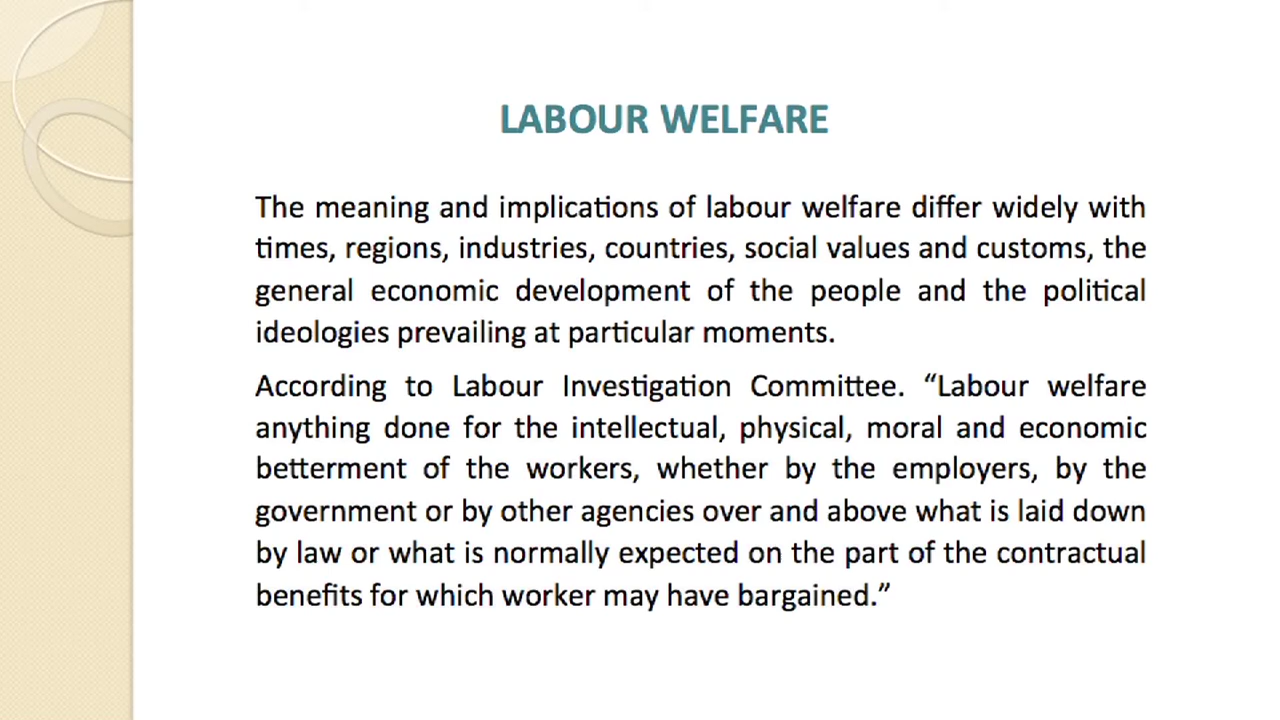 LABOUR WELFARE
The meaning and implications of labour welfare differ widely with
times, regions, industries, countries, social values and customs, the
general economic development of the people and the political
ideologies prevailing at particular moments.
According to Labour Investigation Committee. “Labour welfare
anything done for the intellectual, physical, moral and economic
betterment of the workers, whether by the employers, by the
government or by other agencies over and above what is laid down
by law or what is normally expected on the part of the contractual
benefits for which worker may have bargained.”